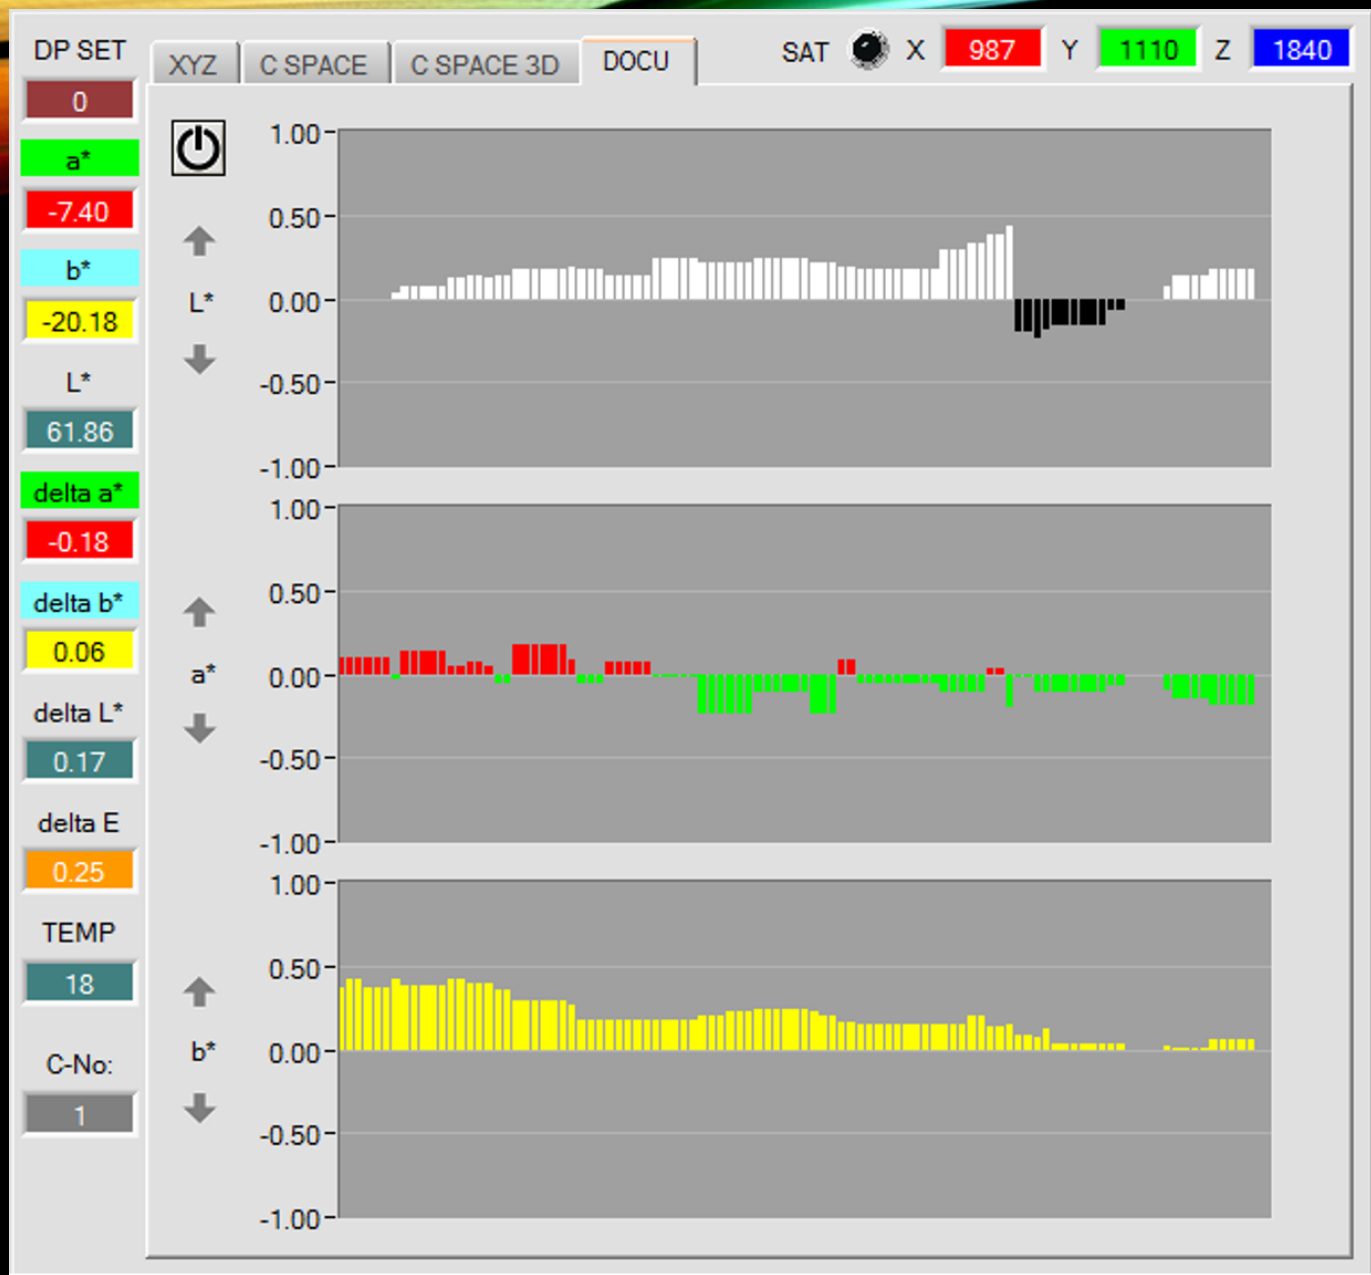 DP SET
0
a*
-7.40
b*
-20.18
L*
61.86
delta a*
-0.18
delta b*
0.06
delta L*
0.17
delta E
0.25
TEMP
18
C-No:
1
XYZ C SPACE C SPACE 3D DOCU
SAT X 987 Y 1110 Z 1840
1.00
0.50
L* 0.00
-0.50
-1.00
1.00
0.50
a* 0.00
-0.50
-1.00
1.00
0.50
b* 0.00
-0.50
-1.00